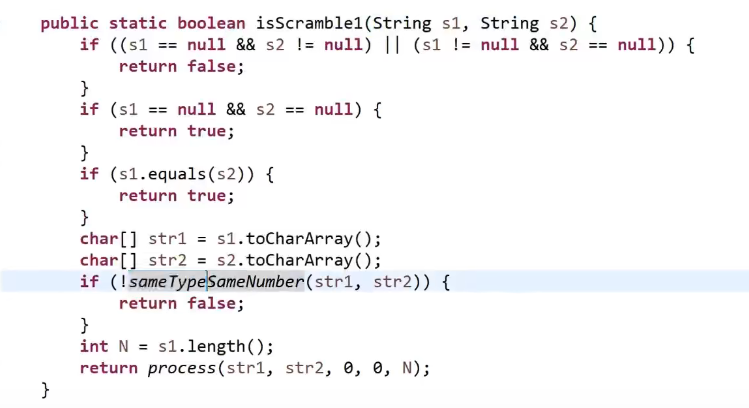 public static boolean isScramble1(String s1, String s2) {
    if ((s1 == null && s2 != null) || (s1 != null && s2 == null)) {
        return false;
    }
    if (s1 == null && s2 == null) {
        return true;
    }
    if (s1.equals(s2)) {
        return true;
    }
    char[] str1 = s1.toCharArray();
    char[] str2 = s2.toCharArray();
    if (!sameTypeSameNumber(str1, str2)) {
        return false;
    }
    int N = s1.length();
    return process(str1, str2, 0, 0, N);
}